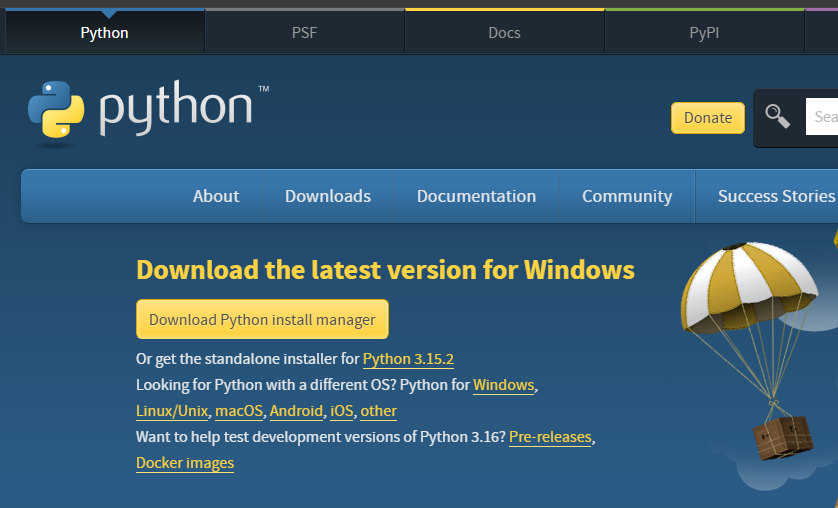 Python PSF Docs PyPI
python™
Donate
Sea
About Downloads Documentation Community Success Stories
Download the latest version for Windows
Download Python install manager
Or get the standalone installer for Python 3.15.2
Looking for Python with a different OS? Python for Windows,
Linux/Unix, macOS, Android, iOS, other
Want to help test development versions of Python 3.16? Pre-releases,
Docker images